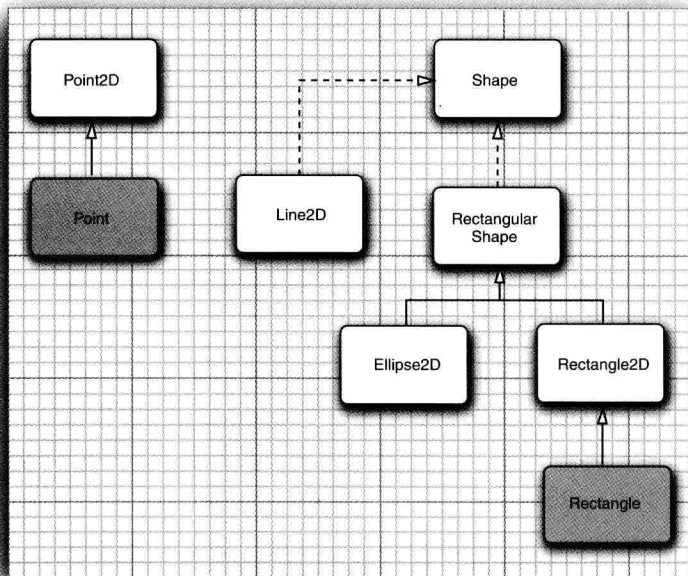 Point2D
Shape
Point
Line2D
Rectangular
Shape
Ellipse2D
Rectangle2D
Rectangle